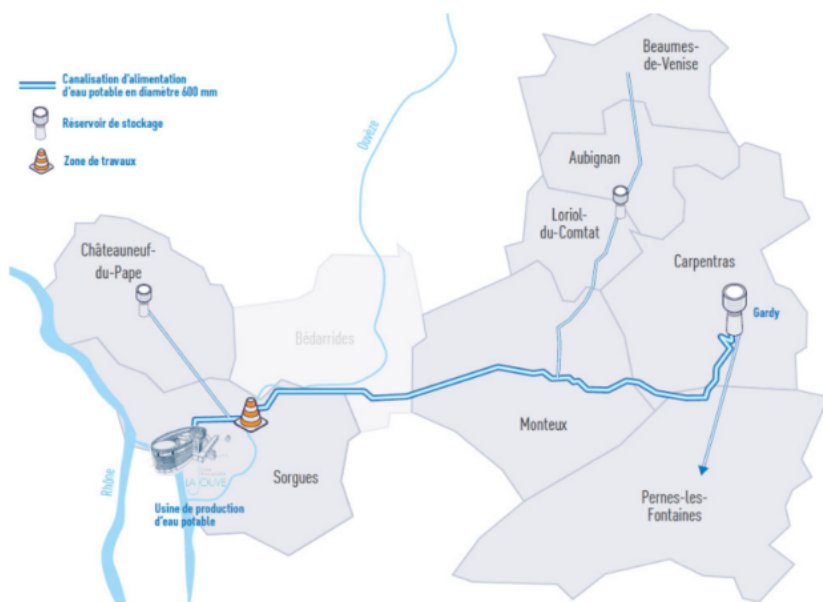 Canalisation d'alimentation
d'eau potable en diamètre 600 mm
Réservoir de stockage
Zone de travaux
Ouvèze
Beaumes-
de-Venise
Aubignan
Loriol-
du-Comtat
Châteauneuf-
du-Pape
Carpentras
Gardy
Bédarrides
Monteux
Sorgues
LA JOUVE
Usine de production
d'eau potable
Rhône
Pernes-les-
Fontaines